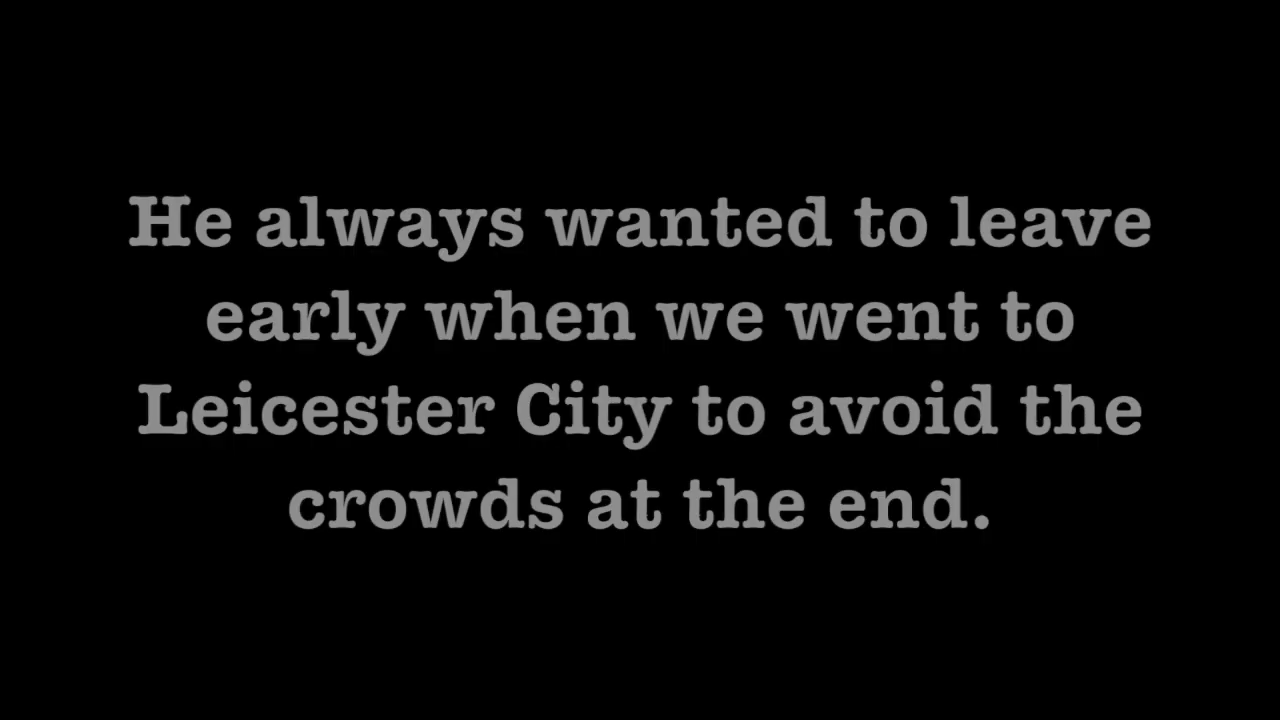 He always wanted to leave
early when we went to
Leicester City to avoid the
crowds at the end.